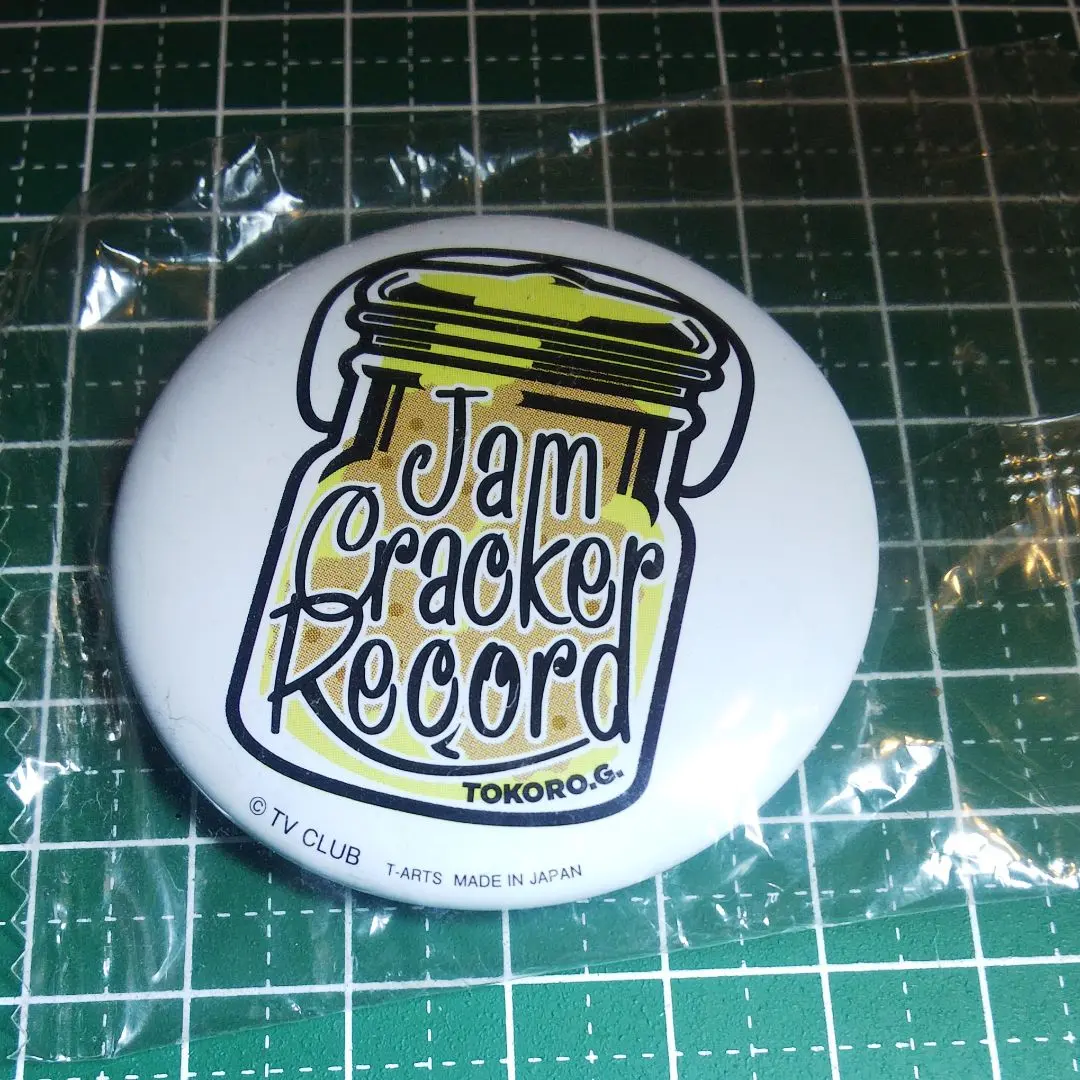 Jam
Cracker
Record
TOKORO.G.
© TV CLUB
T-ARTS MADE IN JAPAN